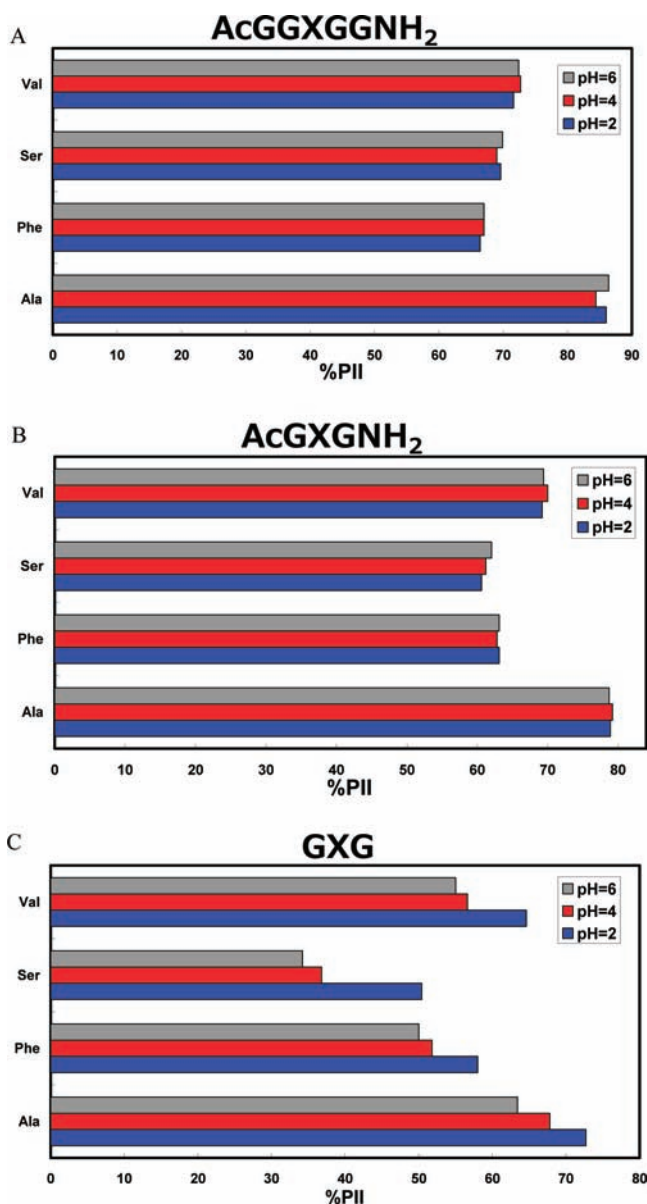 A
AcGGXGGNH₂
Val
Ser
Phe
Ala
pH=6
pH=4
pH=2
0 10 20 30 40 50 60 70 80 90
%PII
B
AcGXGNH₂
Val
Ser
Phe
Ala
pH=6
pH=4
pH=2
0 10 20 30 40 50 60 70 80
%PII
C
GXG
Val
Ser
Phe
Ala
pH=6
pH=4
pH=2
0 10 20 30 40 50 60 70 80
%PII